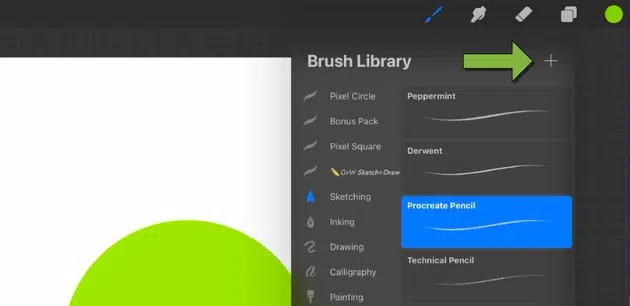 Brush Library
Pixel Circle
Bonus Pack
Pixel Square
✏️GvW Sketch+Draw
Sketching
Inking
Drawing
Calligraphy
Painting
Peppermint
Derwent
Procreate Pencil
Technical Pencil